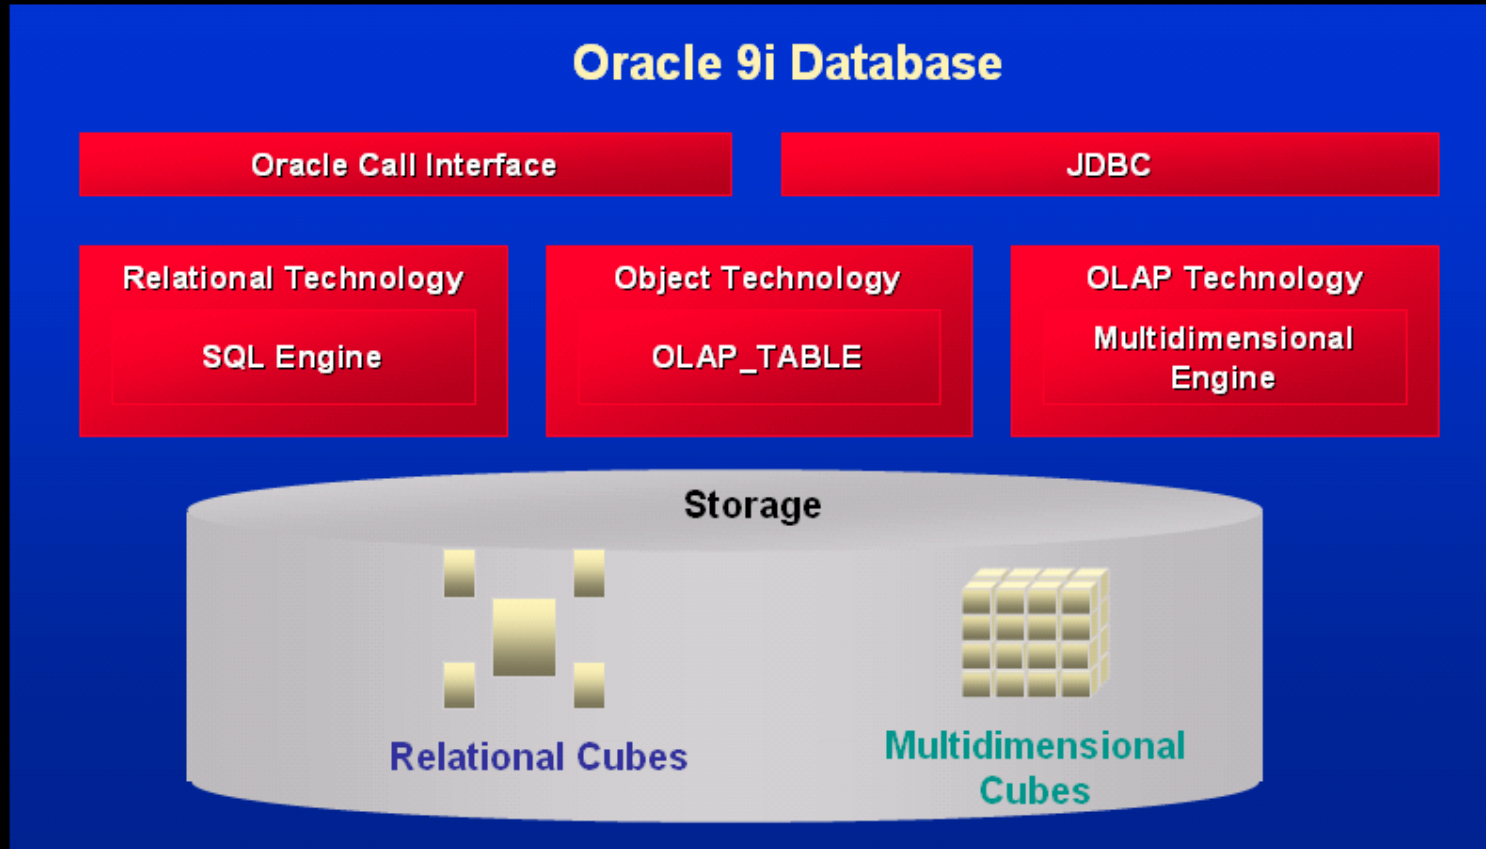 Oracle 9i Database
Oracle Call Interface
JDBC
Relational Technology
SQL Engine
Object Technology
OLAP_TABLE
OLAP Technology
Multidimensional
Engine
Storage
Relational Cubes
Multidimensional
Cubes